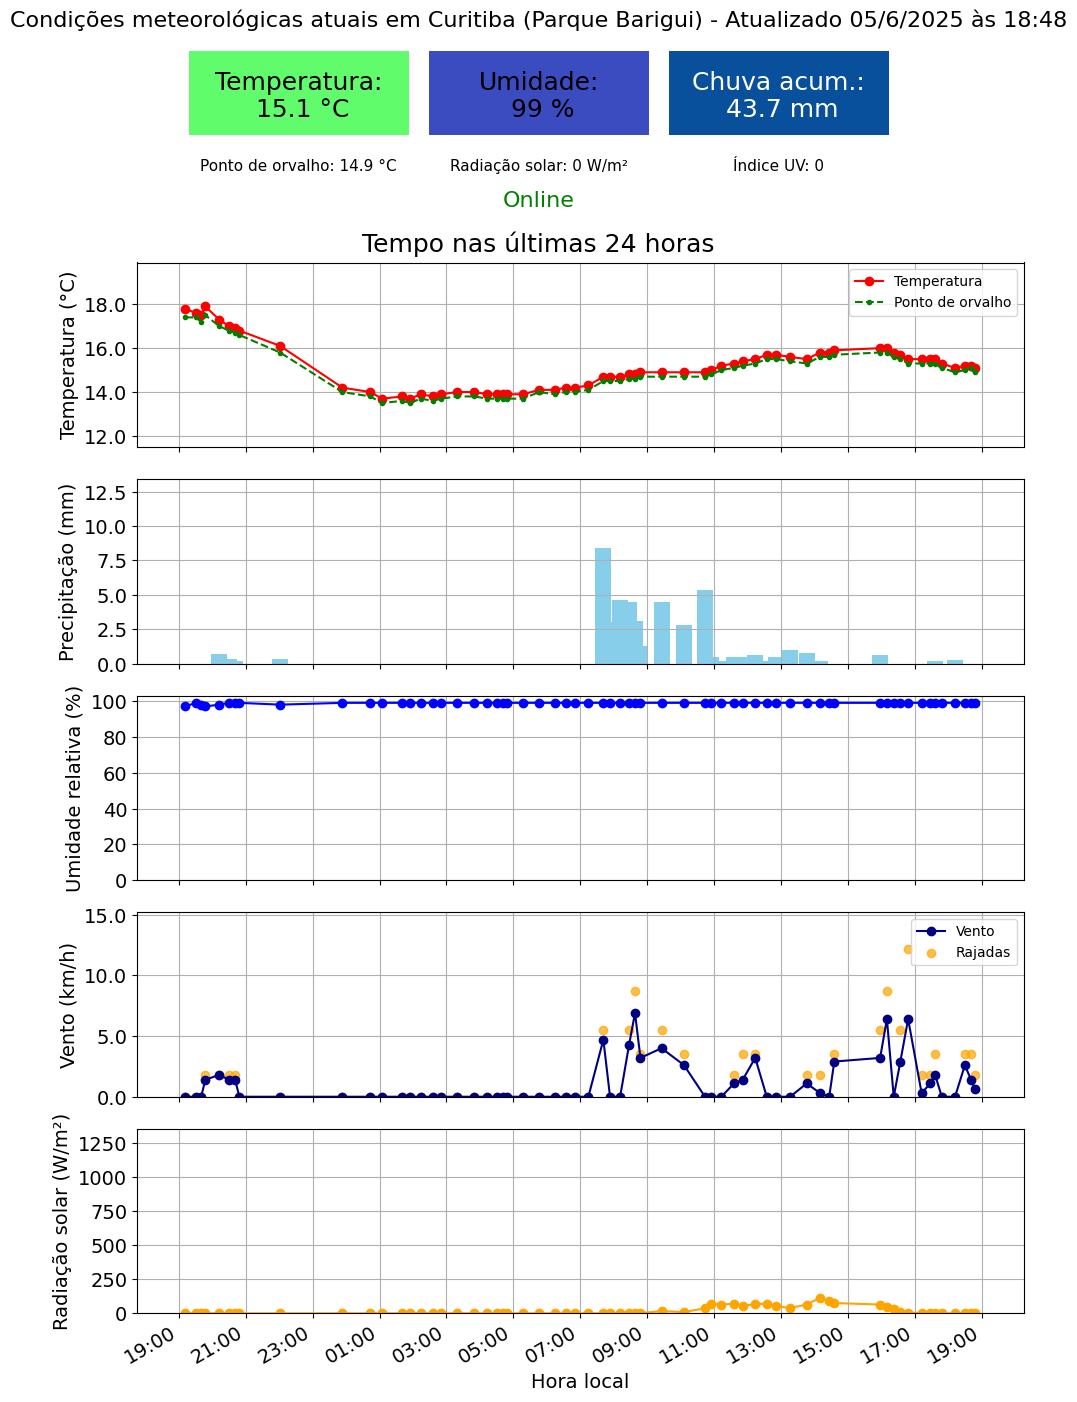 Condições meteorológicas atuais em Curitiba (Parque Barigui) - Atualizado 05/6/2025 às 18:48
Temperatura:
15.1 °C
Umidade:
99 %
Chuva acum.:
43.7 mm
Ponto de orvalho: 14.9 °C
Radiação solar: 0 W/m²
Índice UV: 0
Online
Tempo nas últimas 24 horas
Temperatura (°C)
18.0
16.0
14.0
12.0
Temperatura
Ponto de orvalho
Precipitação (mm)
12.5
10.0
7.5
5.0
2.5
0.0
Umidade relativa (%)
100
80
60
40
20
0
Vento (km/h)
15.0
10.0
5.0
0.0
Vento
Rajadas
Radiação solar (W/m²)
1250
1000
750
500
250
0
19:00
21:00
23:00
01:00
03:00
05:00
07:00
09:00
11:00
13:00
15:00
17:00
19:00
Hora local